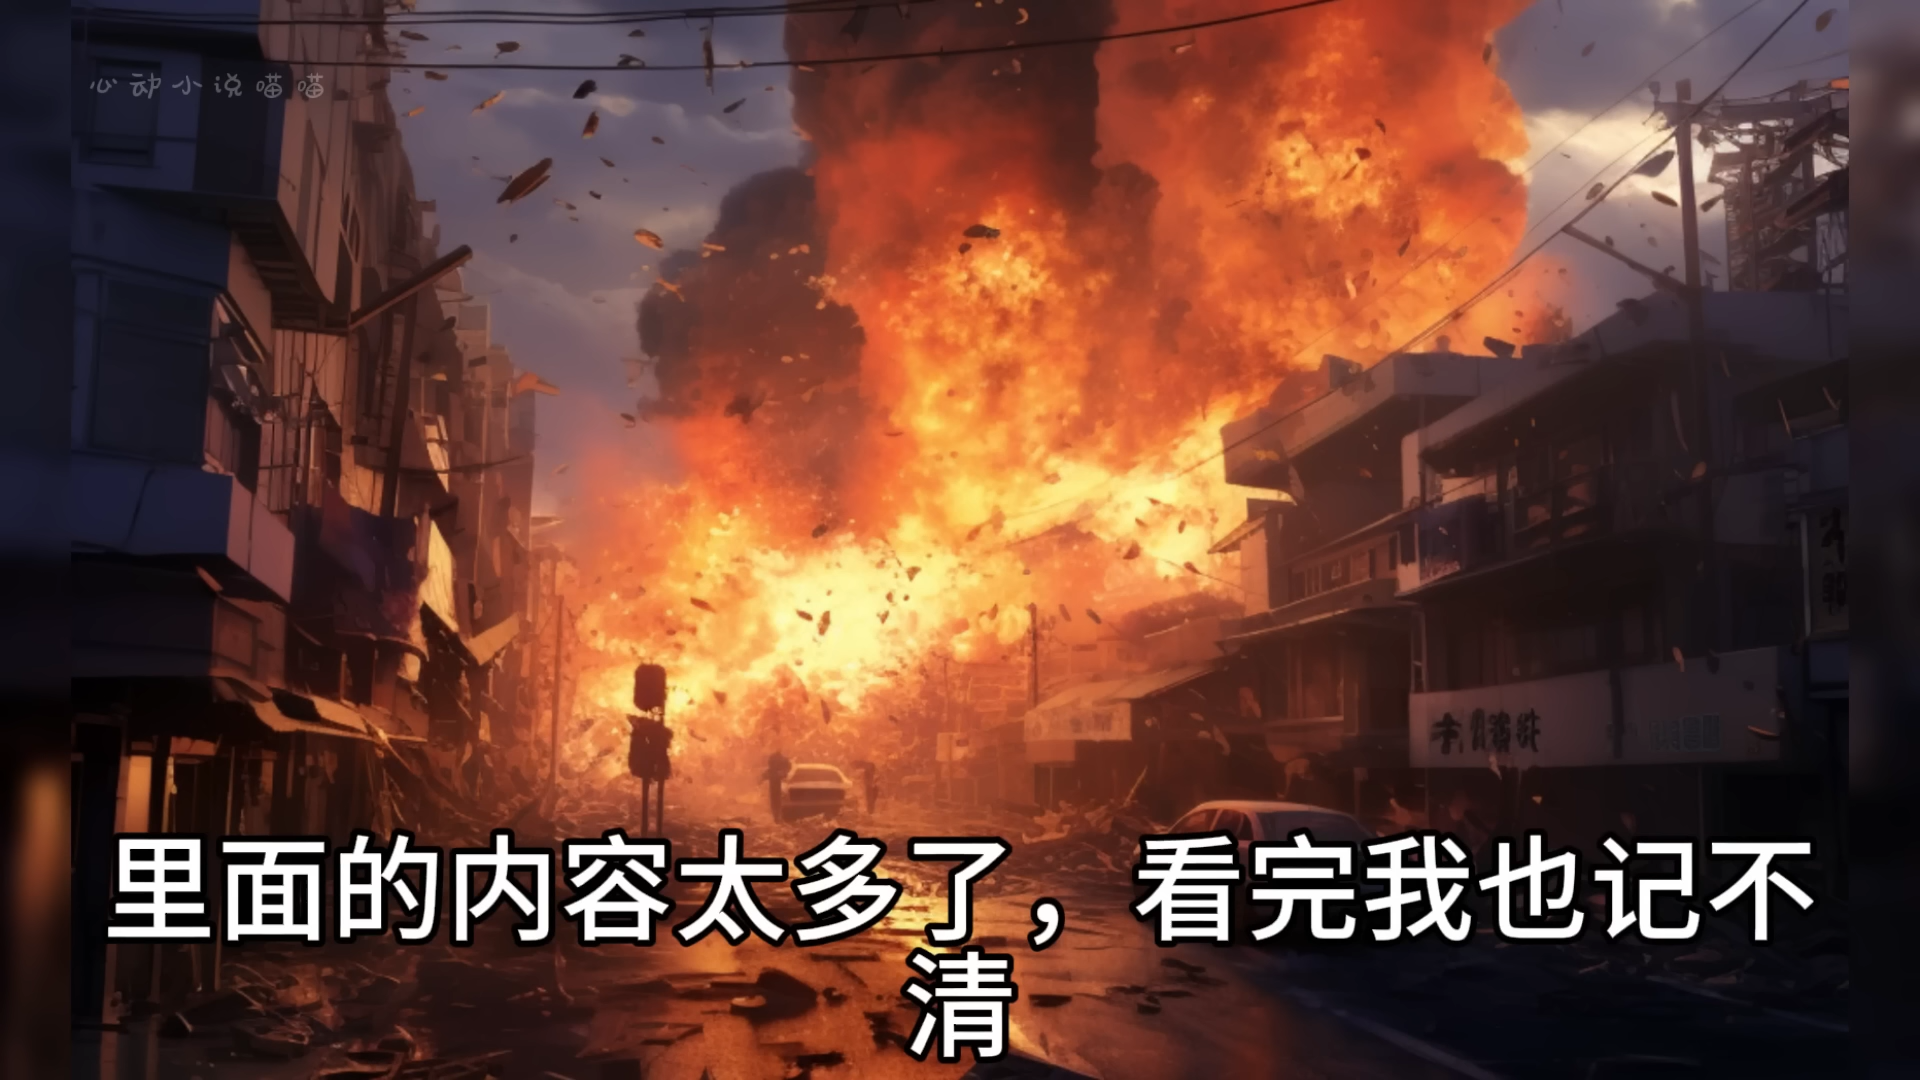 心动小说喵喵
里面的内容太多了，看完我也记不
清